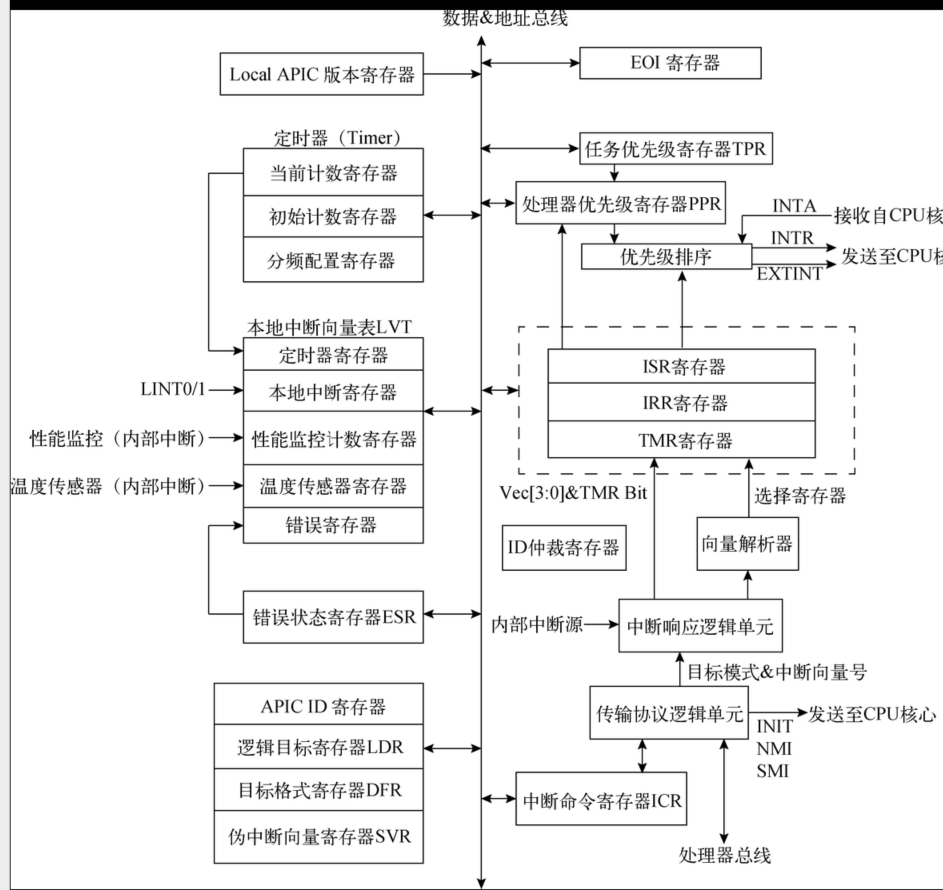 数据&地址总线
Local APIC 版本寄存器
EOI 寄存器
定时器（Timer）
当前计数寄存器
初始计数寄存器
分频配置寄存器
任务优先级寄存器TPR
处理器优先级寄存器PPR
优先级排序
INTA
接收自CPU核
INTR
发送至CPU核
EXTINT
本地中断向量表LVT
定时器寄存器
LINT0/1
本地中断寄存器
性能监控（内部中断）
性能监控计数寄存器
温度传感器（内部中断）
温度传感器寄存器
错误寄存器
ISR寄存器
IRR寄存器
TMR寄存器
Vec[3:0]&TMR Bit
选择寄存器
ID仲裁寄存器
向量解析器
错误状态寄存器ESR
内部中断源
中断响应逻辑单元
目标模式&中断向量号
APIC ID 寄存器
逻辑目标寄存器LDR
目标格式寄存器DFR
伪中断向量寄存器SVR
传输协议逻辑单元
发送至CPU核心
INIT
NMI
SMI
中断命令寄存器ICR
处理器总线